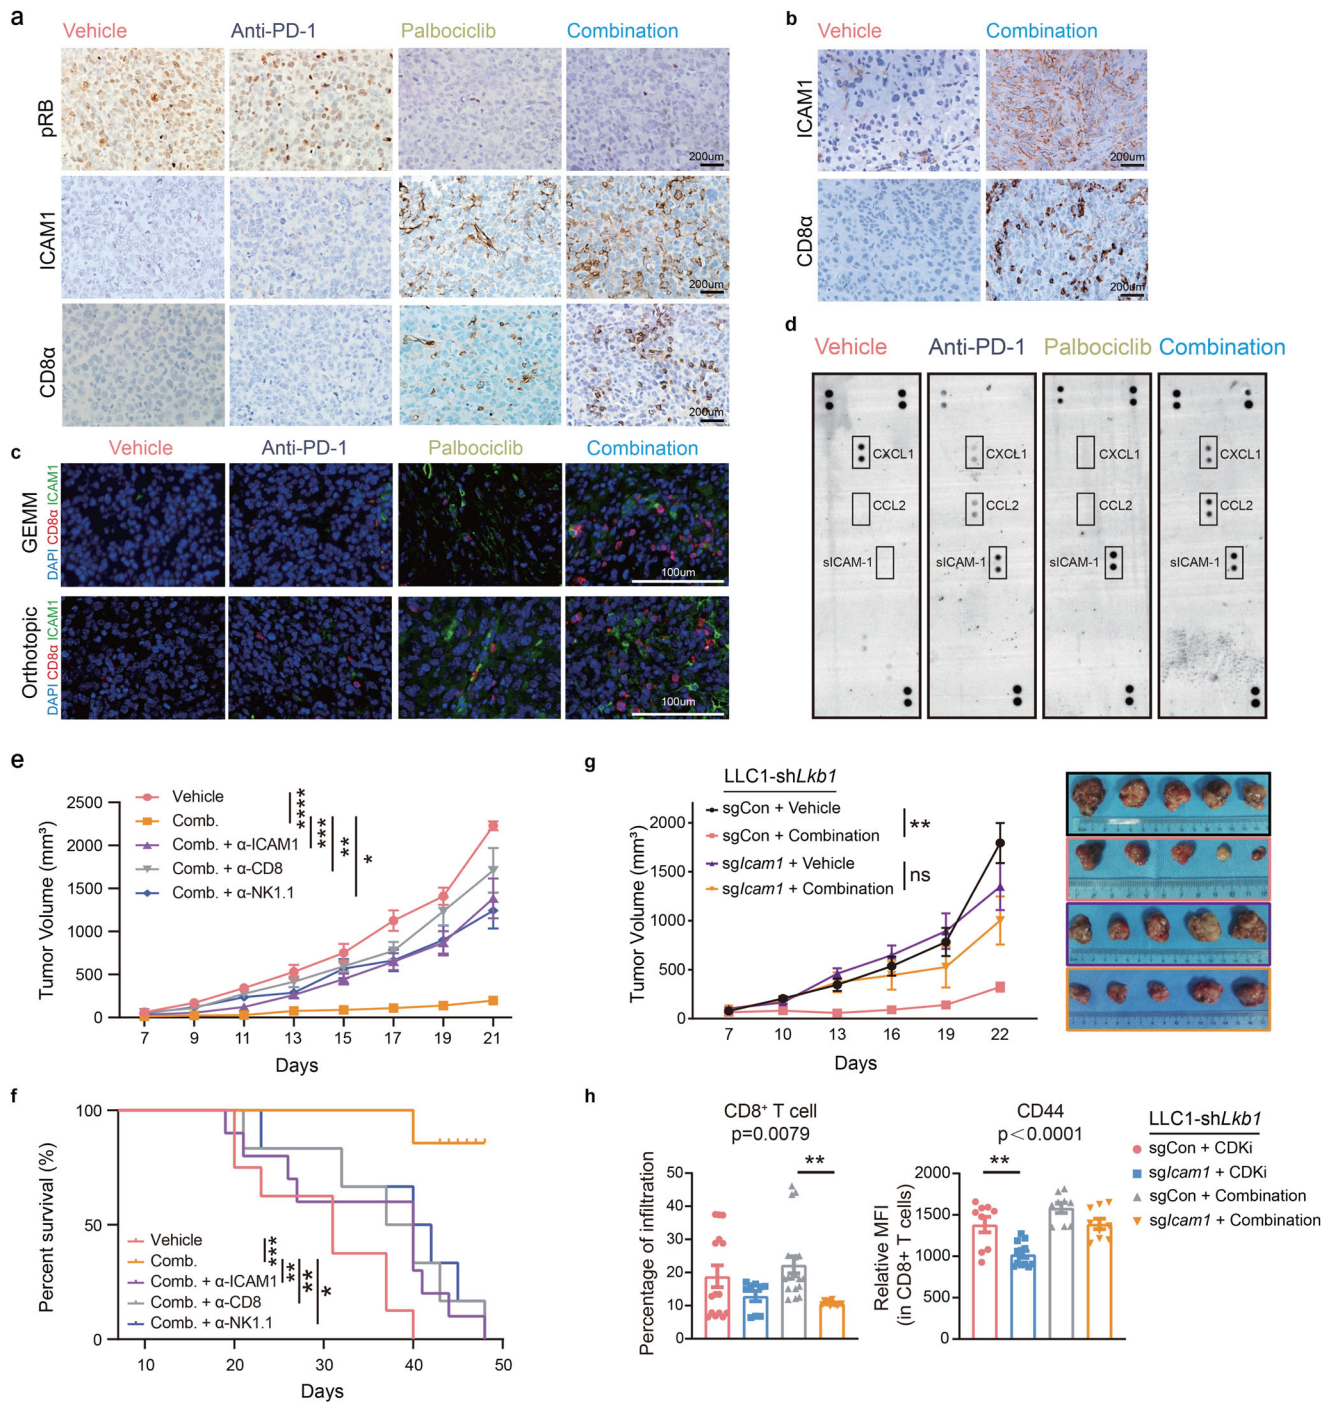 a
Vehicle Anti-PD-1 Palbociclib Combination
pRB
200um
ICAM1
200um
CD8α
200um
b
Vehicle Combination
ICAM1
200um
CD8α
200um
c
Vehicle Anti-PD-1 Palbociclib Combination
GEMM
DAPI CD8α ICAM1
100um
Orthotopic
DAPI CD8α ICAM1
100um
d
Vehicle Anti-PD-1 Palbociclib Combination
CXCL1 CXCL1 CXCL1 CXCL1
CCL2 CCL2 CCL2 CCL2
sICAM-1 sICAM-1 sICAM-1 sICAM-1
e
Vehicle
Comb.
Comb. + α-ICAM1
Comb. + α-CD8
Comb. + α-NK1.1
****
***
**
*
Tumor Volume (mm³)
2500
2000
1500
1000
500
0
7 9 11 13 15 17 19 21
Days
g
LLC1-shLkb1
sgCon + Vehicle
sgCon + Combination
sgIcam1 + Vehicle
sgIcam1 + Combination
**
ns
Tumor Volume (mm³)
2000
1500
1000
500
0
7 10 13 16 19 22
Days
f
Percent survival (%)
100
50
0
Vehicle
Comb.
Comb. + α-ICAM1
Comb. + α-CD8
Comb. + α-NK1.1
***
**
**
*
10 20 30 40 50
Days
h
CD8⁺ T cell
p=0.0079
**
Percentage of infiltration
50
40
30
20
10
0
CD44
p<0.0001
**
Relative MFI
(in CD8+ T cells)
2000
1500
1000
500
0
LLC1-shLkb1
sgCon + CDKi
sgIcam1 + CDKi
sgCon + Combination
sgIcam1 + Combination